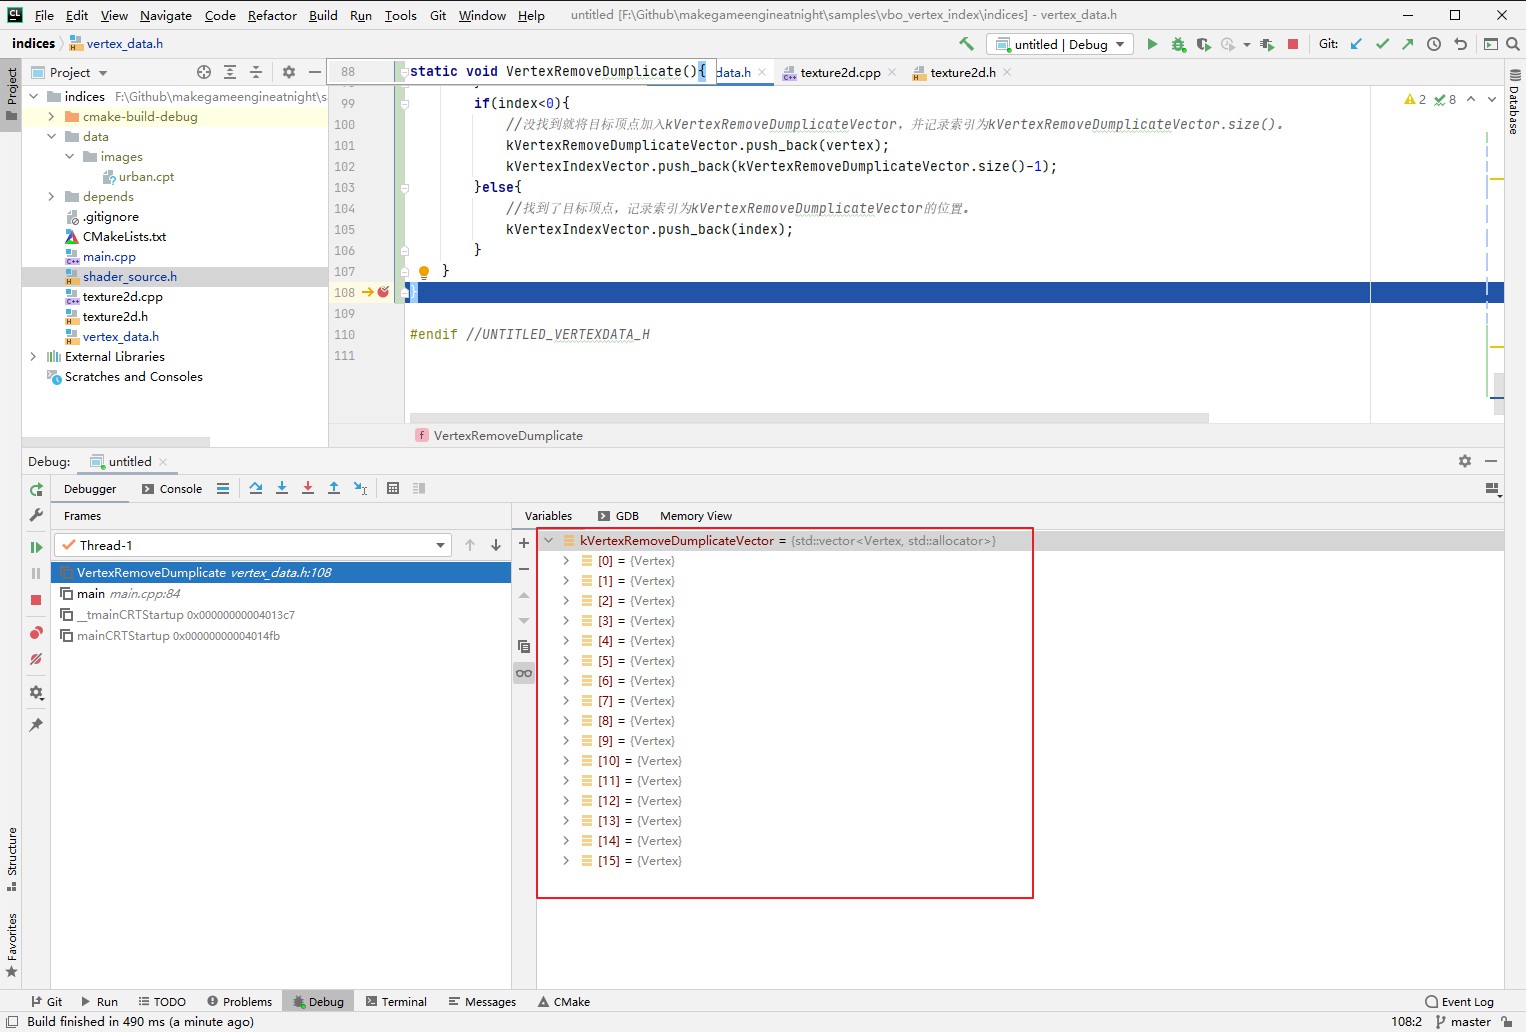 File Edit View Navigate Code Refactor Build Run Tools Git Window Help untitled [F:\Github\makegameengineatnight\samples\vbo_vertex_index\indices] - vertex_data.h
indices vertex_data.h untitled | Debug Git:
Project 88 static void VertexRemoveDumplicate(){ data.h texture2d.cpp texture2d.h
indices F:\Github\makegameengineatnight\s
cmake-build-debug
data
images
urban.cpt
depends
.gitignore
CMakeLists.txt
main.cpp
shader_source.h
texture2d.cpp
texture2d.h
vertex_data.h
External Libraries
Scratches and Consoles
2 8
99 if(index<0){
100 //没找到就将目标顶点加入kVertexRemoveDumplicateVector，并记录索引为kVertexRemoveDumplicateVector.size()。
101 kVertexRemoveDumplicateVector.push_back(vertex);
102 kVertexIndexVector.push_back(kVertexRemoveDumplicateVector.size()-1);
103 }else{
104 //找到了目标顶点，记录索引为kVertexRemoveDumplicateVector的位置。
105 kVertexIndexVector.push_back(index);
106 }
107 }
108 }
109
110 #endif //UNTITLED_VERTEXDATA_H
111
f VertexRemoveDumplicate
Project
Structure
Favorites
Database
Debug: untitled
Debugger Console
Frames
Thread-1
VertexRemoveDumplicate vertex_data.h:108
main main.cpp:84
__tmainCRTStartup 0x00000000004013c7
mainCRTStartup 0x00000000004014fb
Variables GDB Memory View
kVertexRemoveDumplicateVector = {std::vector<Vertex, std::allocator>}
[0] = {Vertex}
[1] = {Vertex}
[2] = {Vertex}
[3] = {Vertex}
[4] = {Vertex}
[5] = {Vertex}
[6] = {Vertex}
[7] = {Vertex}
[8] = {Vertex}
[9] = {Vertex}
[10] = {Vertex}
[11] = {Vertex}
[12] = {Vertex}
[13] = {Vertex}
[14] = {Vertex}
[15] = {Vertex}
Git Run TODO Problems Debug Terminal Messages CMake Event Log
Build finished in 490 ms (a minute ago) 108:2 master